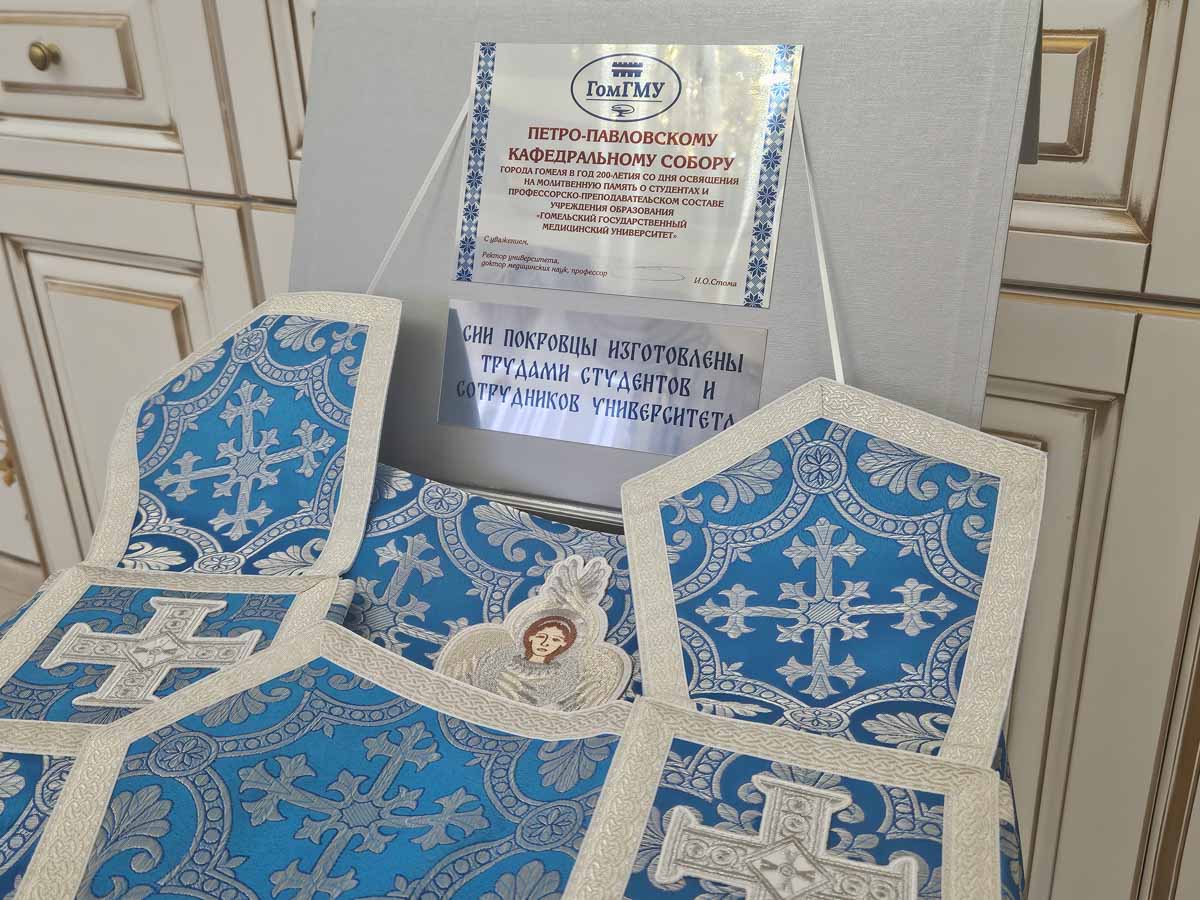 ГомГМУ
ПЕТРО-ПАВЛОВСКОМУ
КАФЕДРАЛЬНОМУ СОБОРУ
ГОРОДА ГОМЕЛЯ В ГОД 200-ЛЕТИЯ СО ДНЯ ОСВЯЩЕНИЯ
НА МОЛИТВЕННУЮ ПАМЯТЬ О СТУДЕНТАХ И
ПРОФЕССОРСКО-ПРЕПОДАВАТЕЛЬСКОМ СОСТАВЕ
УЧРЕЖДЕНИЯ ОБРАЗОВАНИЯ
«ГОМЕЛЬСКИЙ ГОСУДАРСТВЕННЫЙ
МЕДИЦИНСКИЙ УНИВЕРСИТЕТ»
С уважением,
Ректор университета,
доктор медицинских наук, профессор
И.О.Стома
СИИ ПОКРОВЦЫ ИЗГОТОВЛЕНЫ
ТРУДАМИ СТУДЕНТОВ И
СОТРУДНИКОВ УНИВЕРСИТЕТА